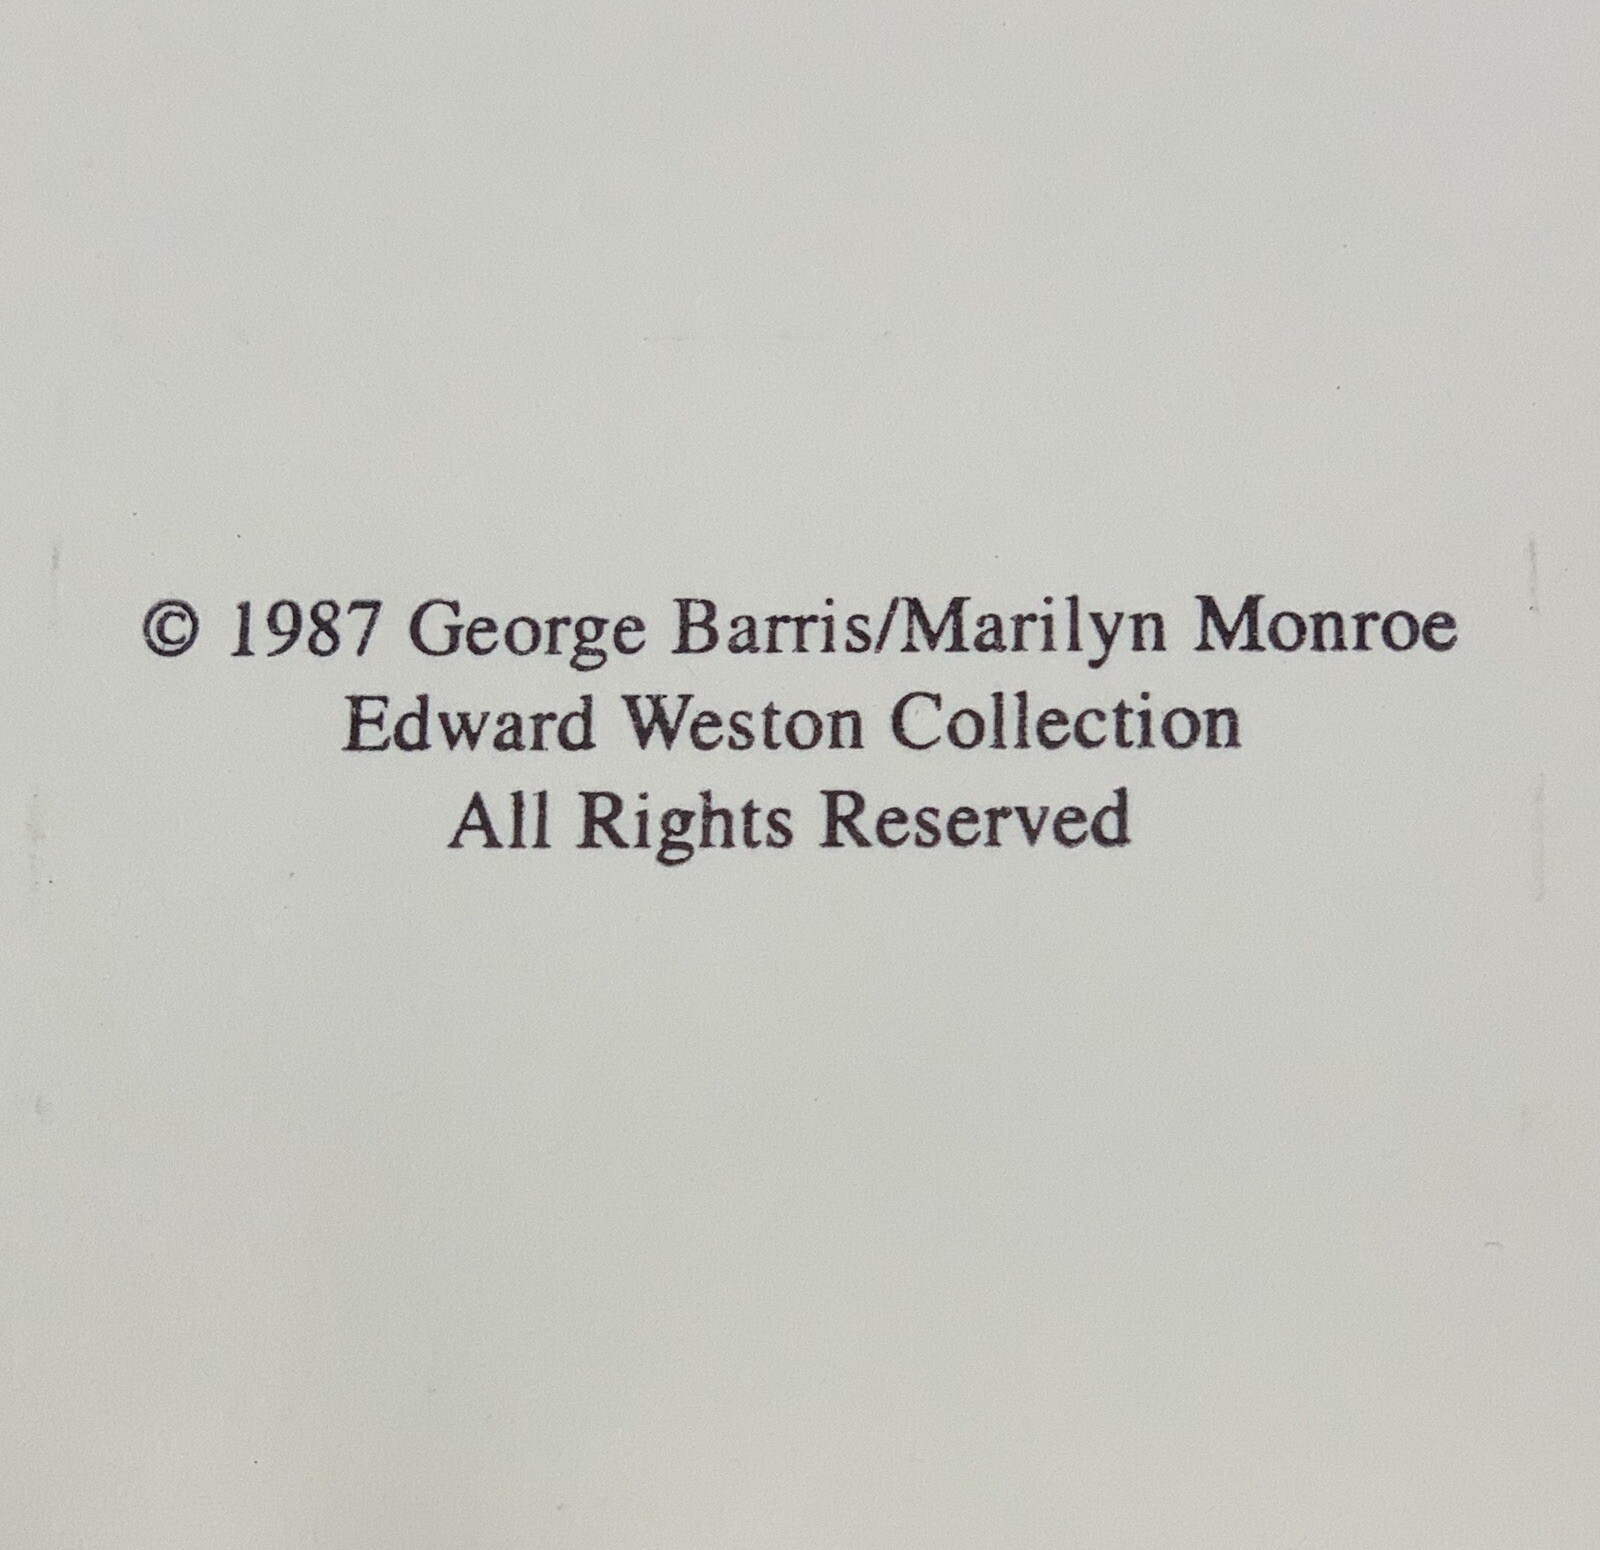 © 1987 George Barris/Marilyn Monroe
Edward Weston Collection
All Rights Reserved